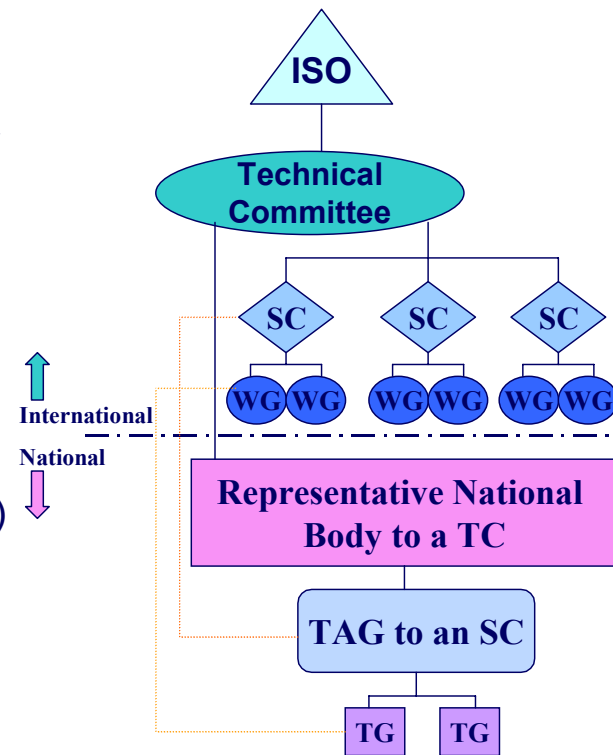 ISO
Technical
Committee
SC SC SC
WG WG WG WG WG WG
International
National
)
Representative National
Body to a TC
TAG to an SC
TG TG